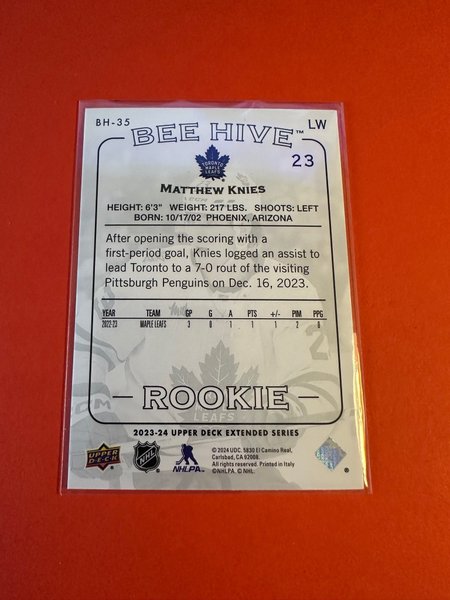 BH-35
LW
BEE HIVE™
TORONTO
MAPLE
LEAFS
23
MATTHEW KNIES
HEIGHT: 6'3" WEIGHT: 217 LBS. SHOOTS: LEFT
BORN: 10/17/02 PHOENIX, ARIZONA
After opening the scoring with a
first-period goal, Knies logged an assist to
lead Toronto to a 7-0 rout of the visiting
Pittsburgh Penguins on Dec. 16, 2023.
YEAR TEAM GP G A PTS +/- PIM PPG
2022-23 MAPLE LEAFS 3 0 1 1 1 2 0
ROOKIE
LEAFS
2023-24 UPPER DECK EXTENDED SERIES
UPPER
DECK
NHL
NHLPA
© 2024 UDC. 5830 El Camino Real,
Carlsbad, CA 92008.
All rights reserved. Printed in Italy
©NHLPA. © NHL.
®